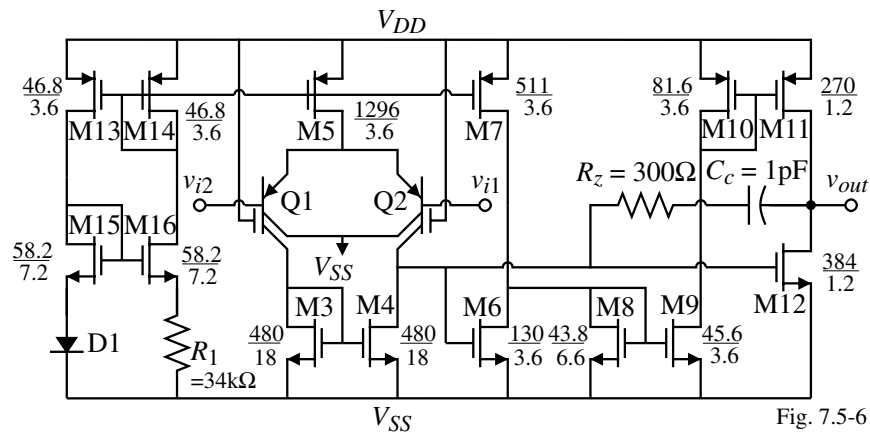 V_DD
46.8
3.6
M13
M14
46.8
3.6
M5
1296
3.6
M7
511
3.6
81.6
3.6
M10
M11
270
1.2
v_i2
Q1
Q2
v_i1
R_z = 300Ω
C_c = 1pF
v_out
V_SS
M15
M16
58.2
7.2
58.2
7.2
M12
384
1.2
D1
R_1
=34kΩ
M3
M4
480
18
480
18
M6
130
3.6
M8
43.8
6.6
M9
45.6
3.6
V_SS
Fig. 7.5-6